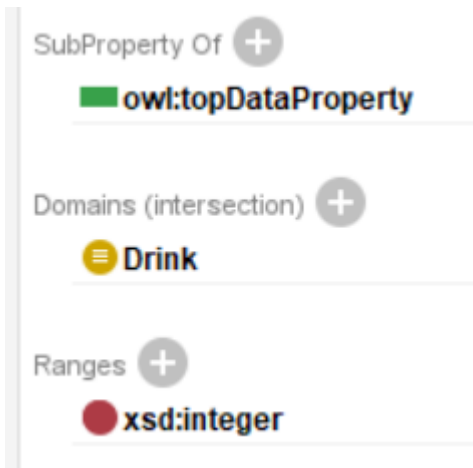 SubProperty Of
owl:topDataProperty
Domains (intersection)
Drink
Ranges
xsd:integer